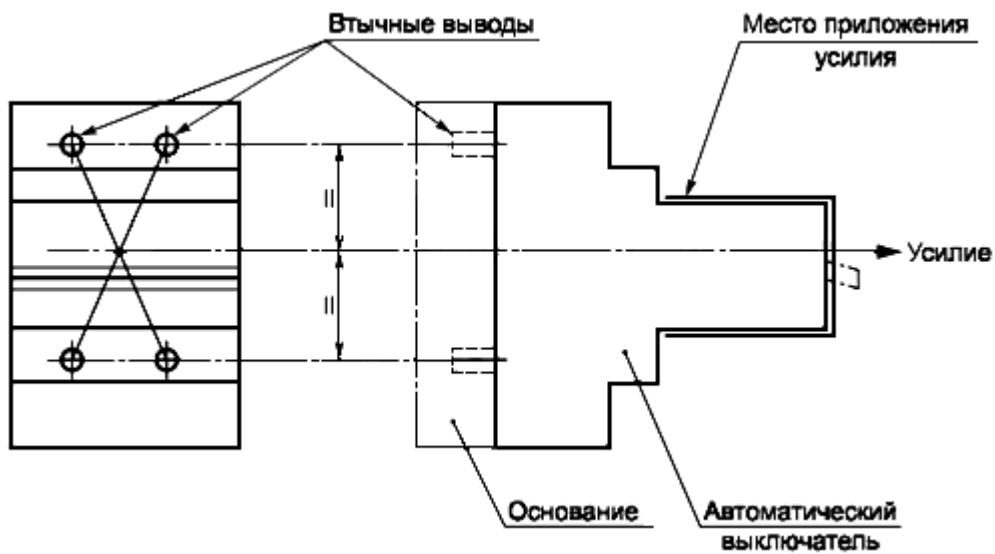 Втычные выводы
Место приложения
усилия
Усилие
Основание
Автоматический
выключатель